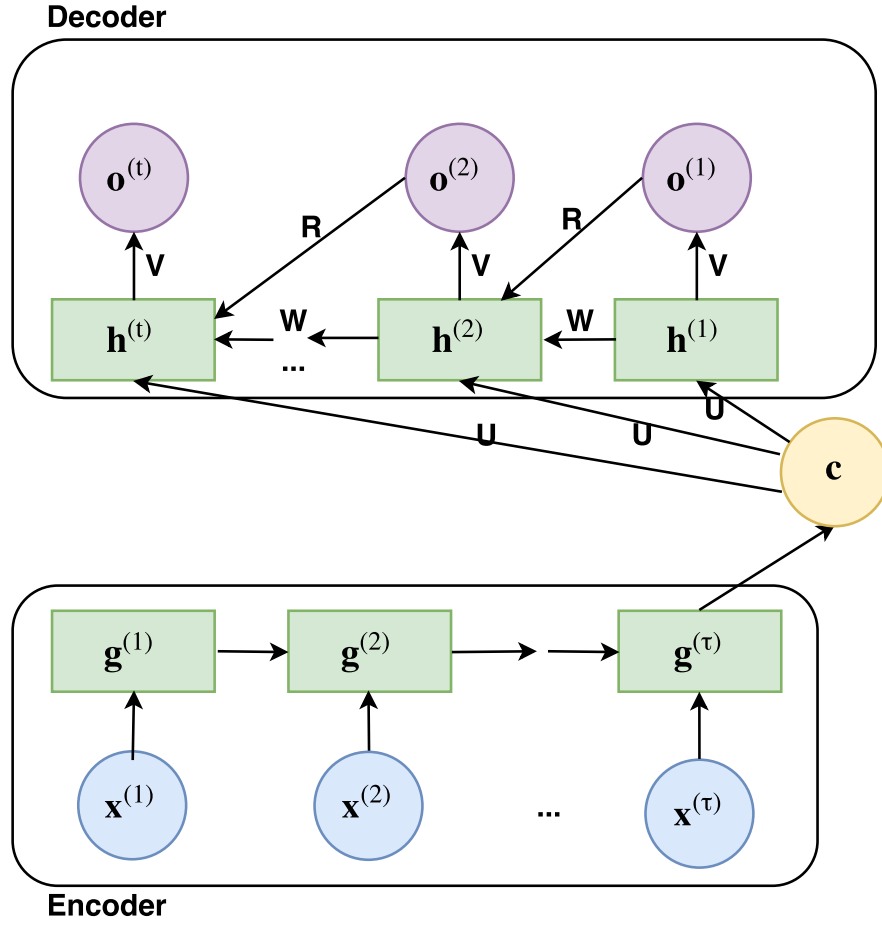 Decoder
o(t) o(2) o(1)
R R
V V V
W W
h(t) h(2) h(1)
...
U
U U
c
g(1) g(2) g(τ)
x(1) x(2) ... x(τ)
Encoder